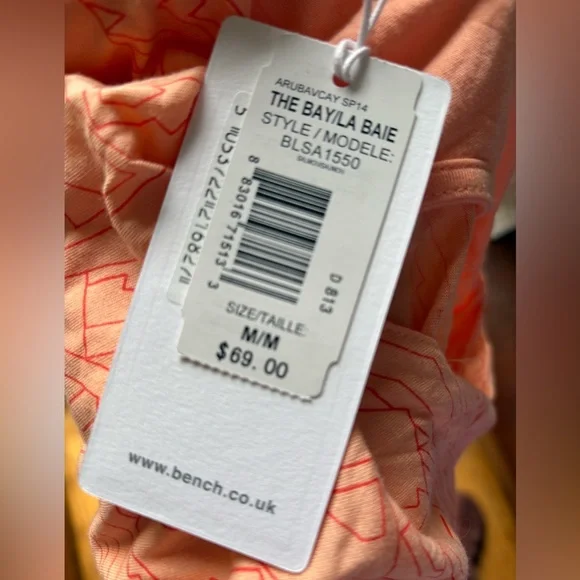 ARUBAVCAY SP14
THE BAY/LA BAIE
STYLE / MODELE:
BLSA1550
D 813
8 83016 71513 3
SIZE/TAILLE:
M/M
$69.00
www.bench.co.uk